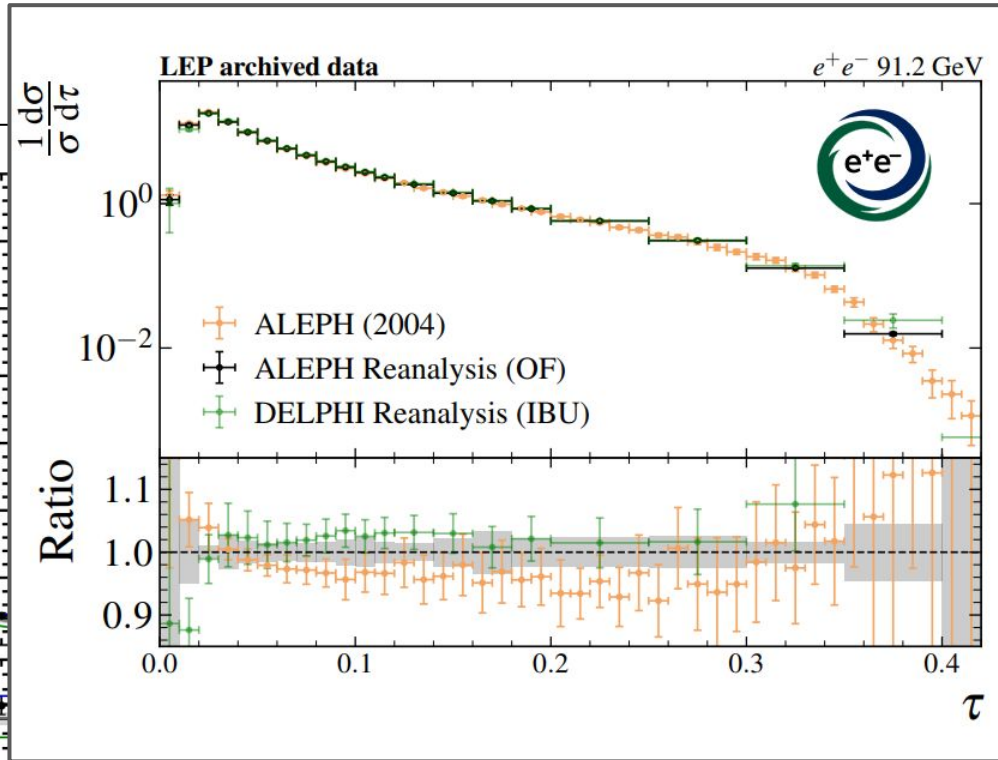 LEP archived data
e⁺e⁻ 91.2 GeV
1 dσ
σ dτ
e⁺e⁻
10⁰
10⁻²
ALEPH (2004)
ALEPH Reanalysis (OF)
DELPHI Reanalysis (IBU)
Ratio
1.1
1.0
0.9
0.0 0.1 0.2 0.3 0.4
τ